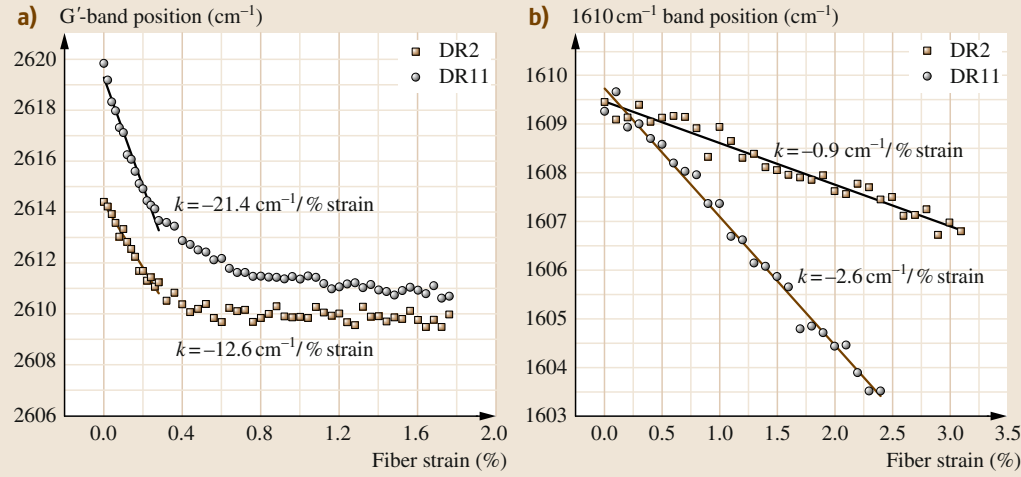 a) G′-band position (cm⁻¹)
2620
2618
2616
2614
2612
2610
2608
2606
DR2
DR11
k=–21.4 cm⁻¹/% strain
k=–12.6 cm⁻¹/% strain
0.0 0.4 0.8 1.2 1.6 2.0
Fiber strain (%)
b) 1610 cm⁻¹ band position (cm⁻¹)
1610
1609
1608
1607
1606
1605
1604
1603
DR2
DR11
k=–0.9 cm⁻¹/% strain
k=–2.6 cm⁻¹/% strain
0.0 0.5 1.0 1.5 2.0 2.5 3.0 3.5
Fiber strain (%)